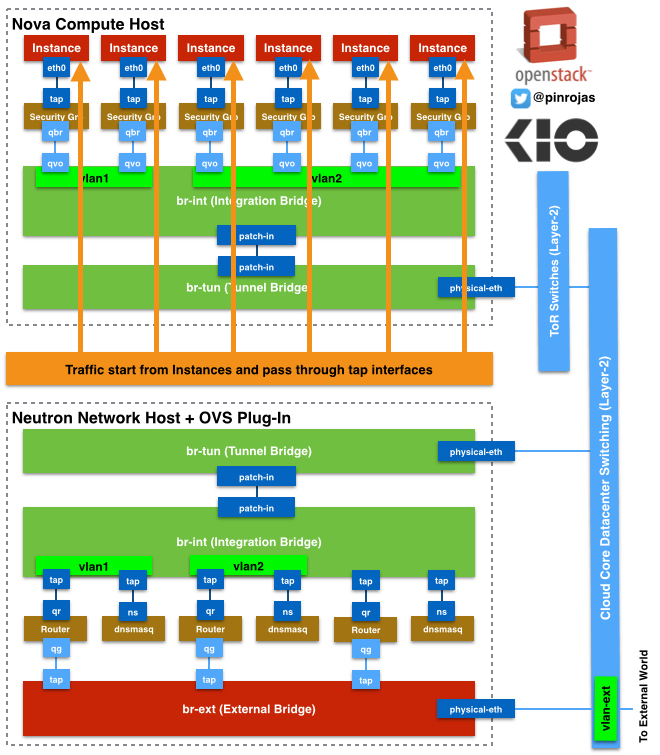 Nova Compute Host
Instance Instance Instance Instance Instance Instance
eth0 eth0 eth0 eth0 eth0 eth0
tap tap tap tap tap tap
Security Grp Security Grp Security Grp Security Grp Security Grp Security Grp
qbr qbr qbr qbr qbr qbr
qvo qvo qvo qvo qvo qvo
vlan1 vlan2
br-int (Integration Bridge)
patch-in
patch-in
br-tun (Tunnel Bridge)
physical-eth
openstack™
@pinrojas
KIO
ToR Switches (Layer-2)
Cloud Core Datacenter Switching (Layer-2)
Traffic start from Instances and pass through tap interfaces
Neutron Network Host + OVS Plug-In
br-tun (Tunnel Bridge)
physical-eth
patch-in
patch-in
br-int (Integration Bridge)
vlan1 vlan2
tap tap tap tap tap tap
qr ns qr ns qr ns
Router dnsmasq Router dnsmasq Router dnsmasq
qg qg qg
tap tap tap
br-ext (External Bridge)
physical-eth
vlan-ext
To External World